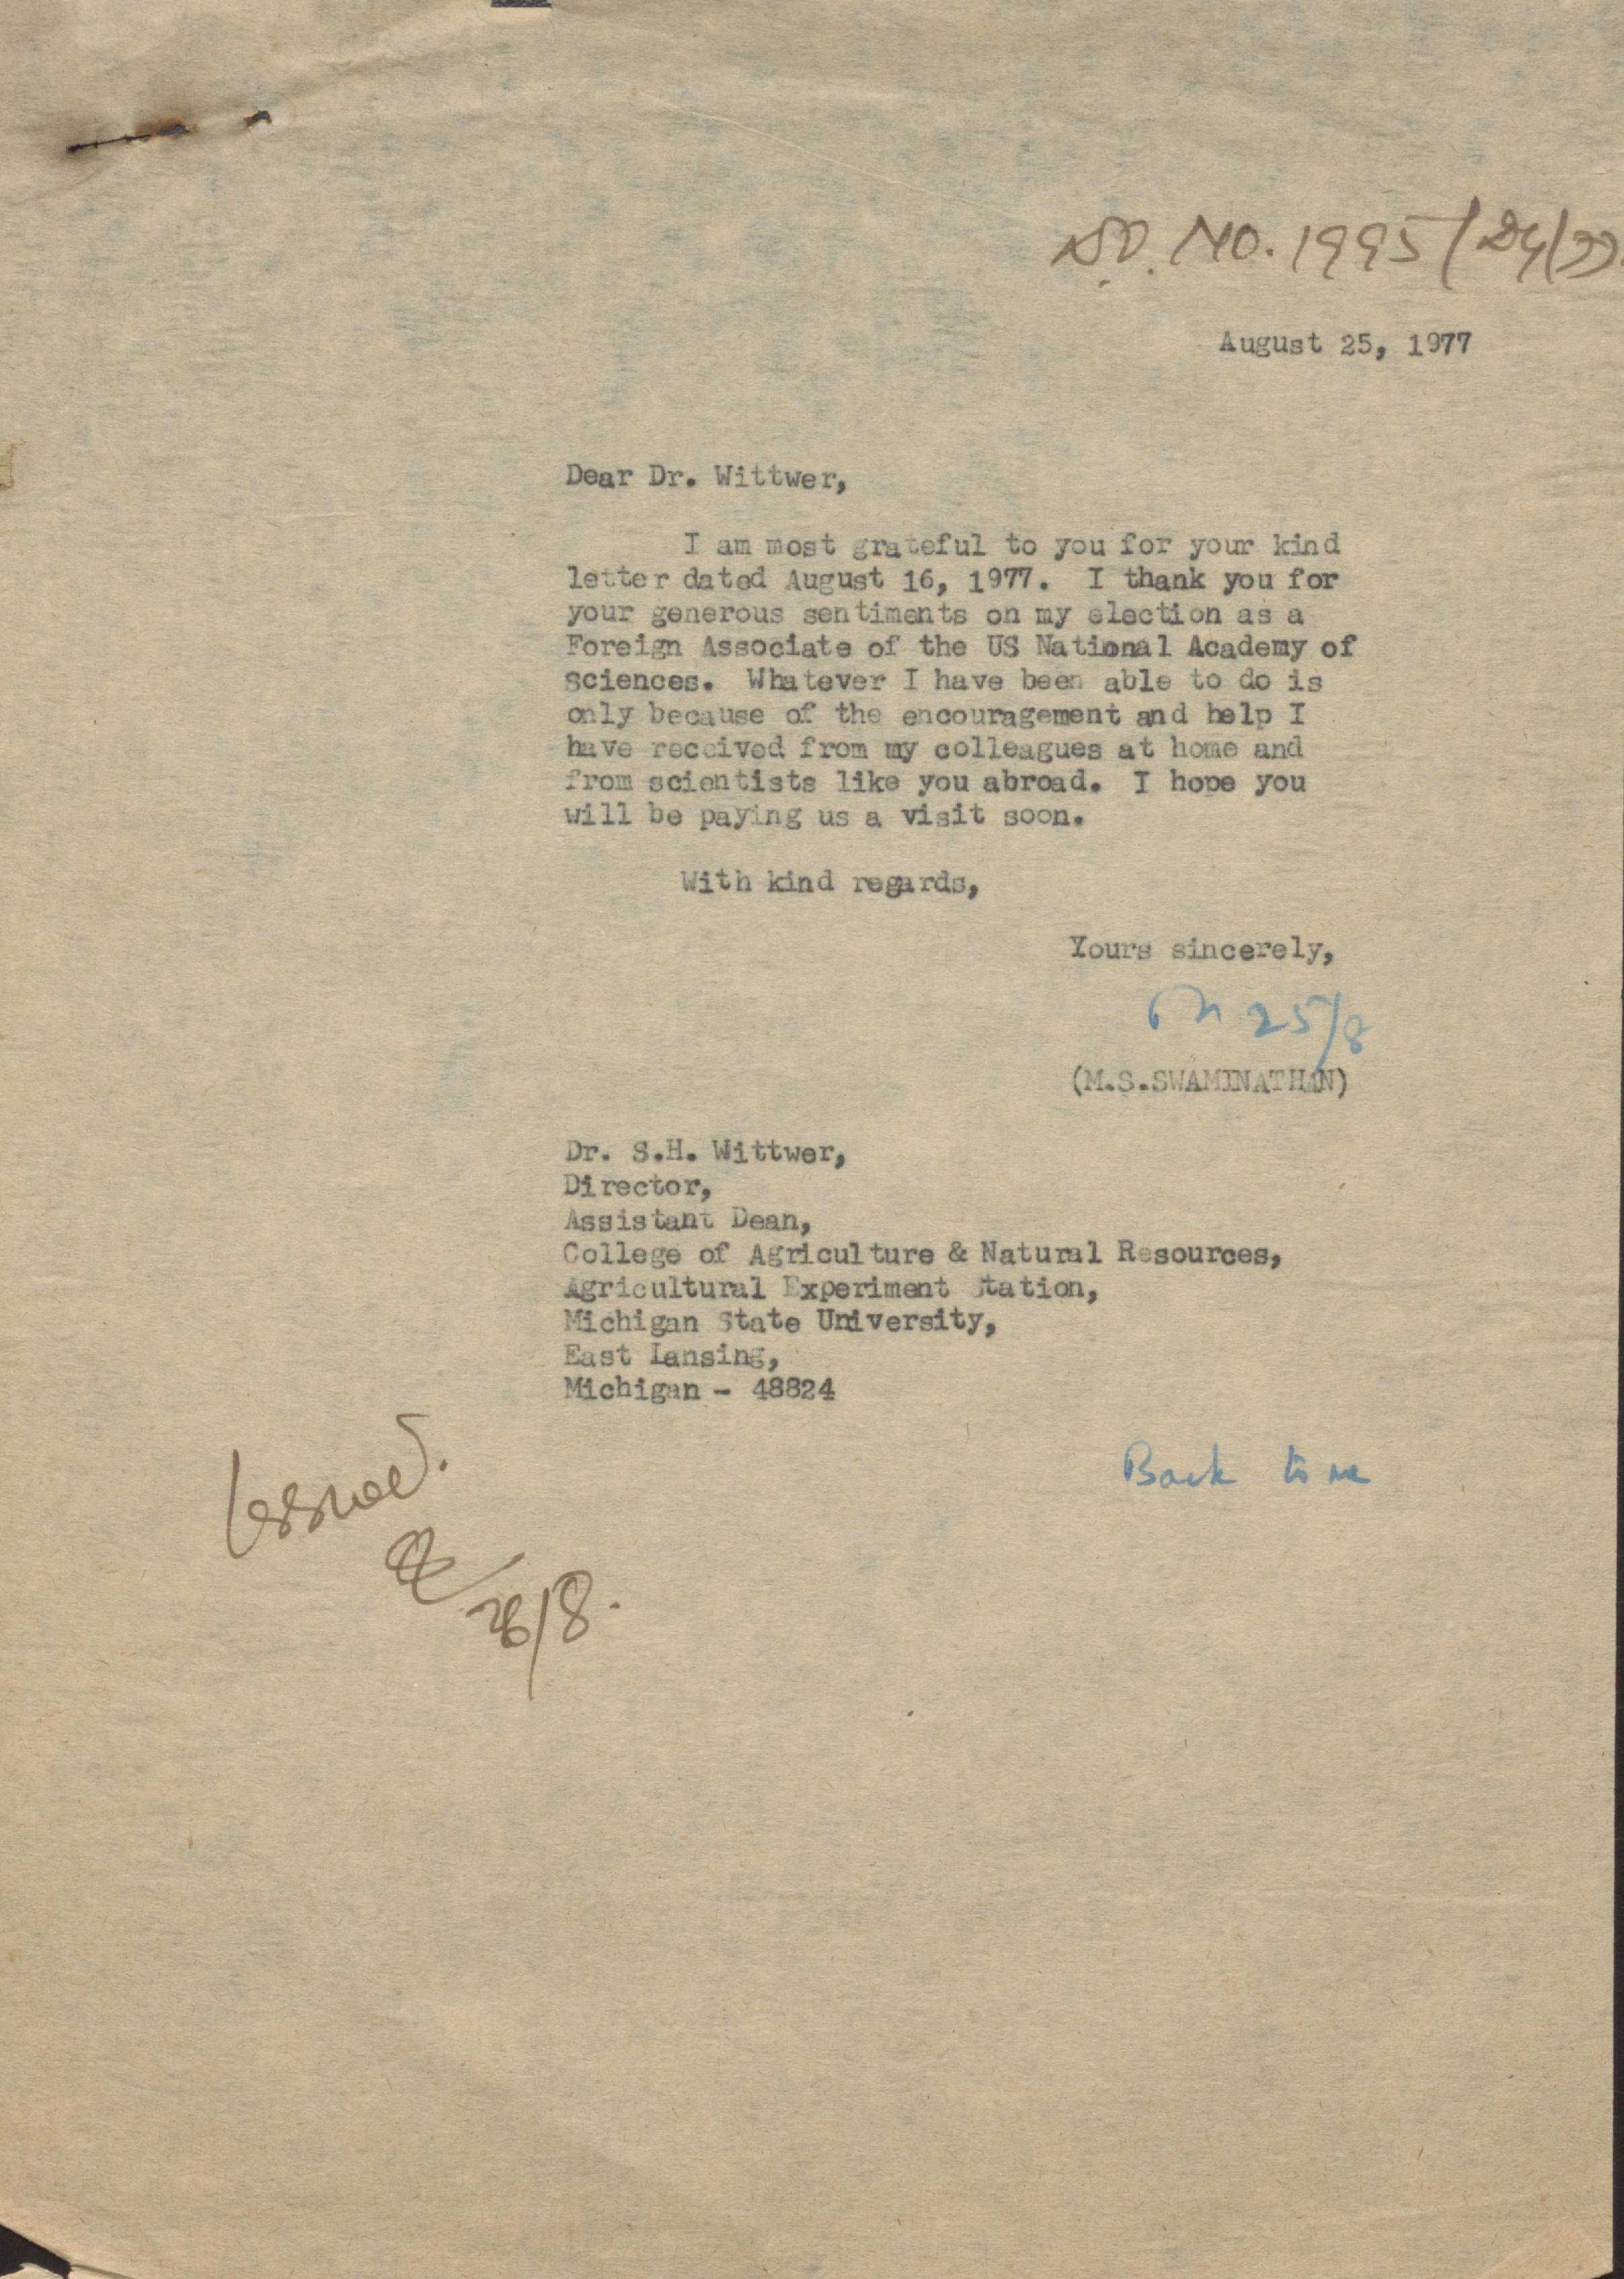 D.O. No. 1995/Dg/77.
August 25, 1977
Dear Dr. Wittwer,
I am most grateful to you for your kind
letter dated August 16, 1977. I thank you for
your generous sentiments on my election as a
Foreign Associate of the US National Academy of
Sciences. Whatever I have been able to do is
only because of the encouragement and help I
have received from my colleagues at home and
from scientists like you abroad. I hope you
will be paying us a visit soon.
With kind regards,
Yours sincerely,
25/8
(M.S.SWAMINATHAN)
Dr. S.H. Wittwer,
Director,
Assistant Dean,
College of Agriculture & Natural Resources,
Agricultural Experiment Station,
Michigan State University,
East Lansing,
Michigan - 48824
Back to me
Issued.
26/8.